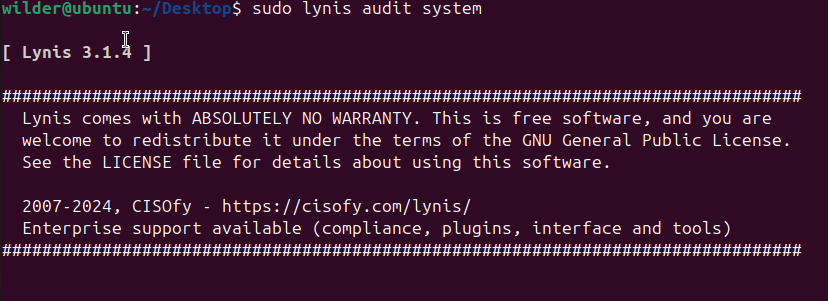 wilder@ubuntu:~/Desktop$ sudo lynis audit system
[ Lynis 3.1.4 ]
################################################################################
Lynis comes with ABSOLUTELY NO WARRANTY. This is free software, and you are
welcome to redistribute it under the terms of the GNU General Public License.
See the LICENSE file for details about using this software.
2007-2024, CISOfy - https://cisofy.com/lynis/
Enterprise support available (compliance, plugins, interface and tools)
################################################################################